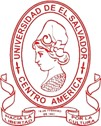 UNIVERSIDAD DE EL SALVADOR
CENTRO AMERICA
HACIA LA
LIBERTAD
POR LA
CULTURA